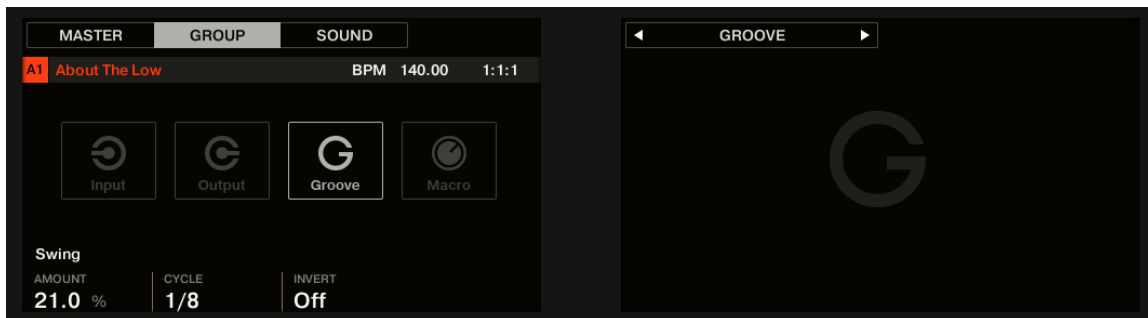 MASTER GROUP SOUND
A1 About The Low BPM 140.00 1:1:1
Input Output Groove Macro
Swing
AMOUNT CYCLE INVERT
21.0 % 1/8 Off
GROOVE